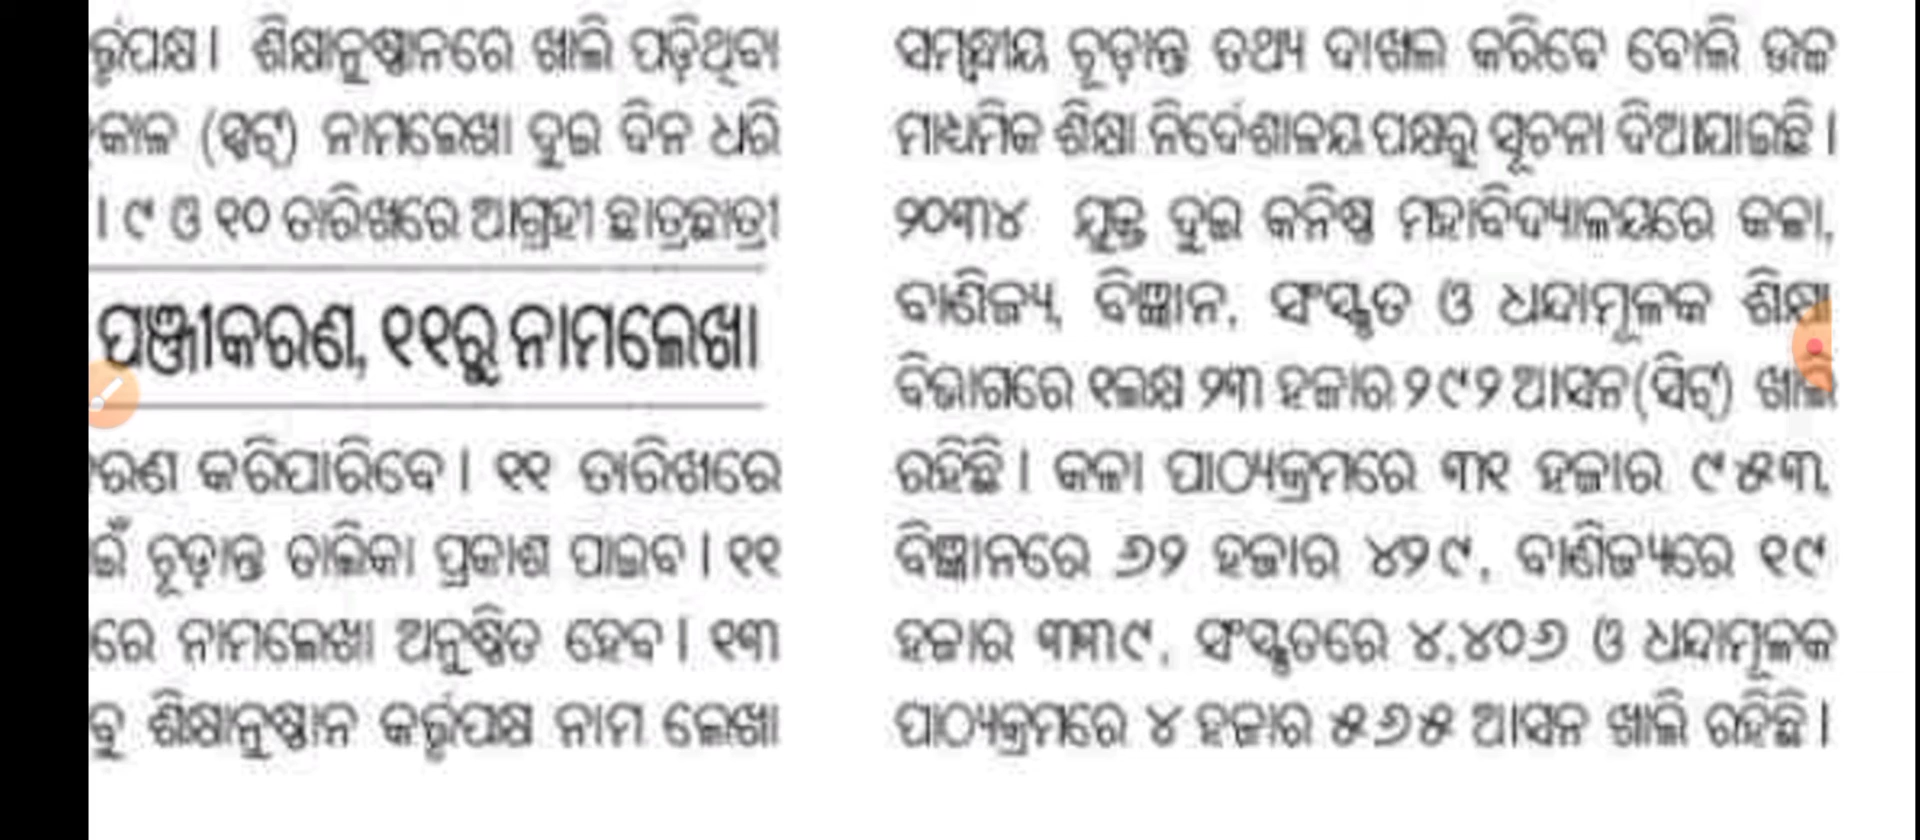 ର୍ତ୍ତୃପକ୍ଷ। ଶିକ୍ଷାନୁଷ୍ଠାନରେ ଖାଲି ପଡ଼ିଥିବା
କାଳ (ସ୍ପଟ୍) ନାମଲେଖା ଦୁଇ ଦିନ ଧରି
। ୯ ଓ ୧୦ ତାରିଖରେ ଆଗ୍ରହୀ ଛାତ୍ରଛାତ୍ରୀ
ପଞ୍ଜୀକରଣ, ୧୧ରୁ ନାମଲେଖା
ରଣ କରିପାରିବେ। ୧୧ ତାରିଖରେ
ଇଁ ଚୂଡ଼ାନ୍ତ ତାଲିକା ପ୍ରକାଶ ପାଇବ। ୧୧
ରେ ନାମଲେଖା ଅନୁଷ୍ଠିତ ହେବ। ୧୩
ବୁ ଶିକ୍ଷାନୁଷ୍ଠାନ କର୍ତ୍ତୃପକ୍ଷ ନାମ ଲେଖା
ସମ୍ବନ୍ଧୀୟ ଚୂଡ଼ାନ୍ତ ତଥ୍ୟ ଦାଖଲ କରିବେ ବୋଲି ଉଚ୍ଚ
ମାଧ୍ୟମିକ ଶିକ୍ଷା ନିର୍ଦେଶାଳୟ ପକ୍ଷରୁ ସୂଚନା ଦିଆଯାଇଛି।
୨୦୩୪ ଯୁକ୍ତ ଦୁଇ କନିଷ୍ଠ ମହାବିଦ୍ୟାଳୟରେ କଳା,
ବାଣିଜ୍ୟ, ବିଜ୍ଞାନ, ସଂସ୍କୃତ ଓ ଧନ୍ଦାମୂଳକ ଶିକ୍ଷା
ବିଭାଗରେ ୧ଲକ୍ଷ ୨୩ ହଜାର ୨୯୨ ଆସନ(ସିଟ୍) ଖାଲି
ରହିଛି। କଳା ପାଠ୍ୟକ୍ରମରେ ୩୧ ହଜାର ୯୫୩,
ବିଜ୍ଞାନରେ ୬୨ ହଜାର ୪୨୯, ବାଣିଜ୍ୟରେ ୧୯
ହଜାର ୩୩୯, ସଂସ୍କୃତରେ ୪,୪୦୬ ଓ ଧନ୍ଦାମୂଳକ
ପାଠ୍ୟକ୍ରମରେ ୪ ହଜାର ୫୬୫ ଆସନ ଖାଲି ରହିଛି।